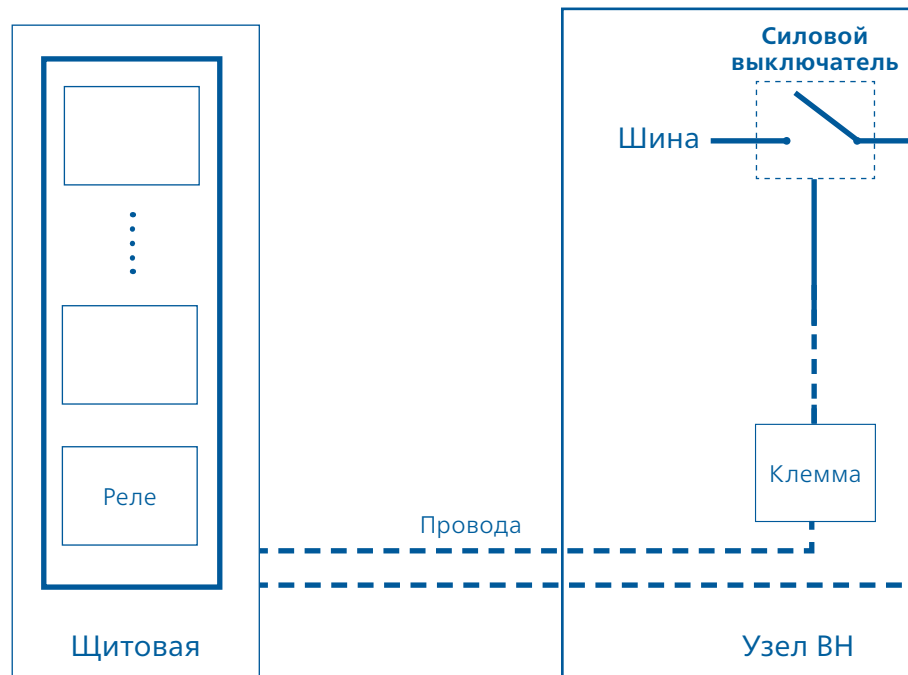 Силовой
выключатель
Шина
Клемма
Реле
Провода
Щитовая
Узел ВН